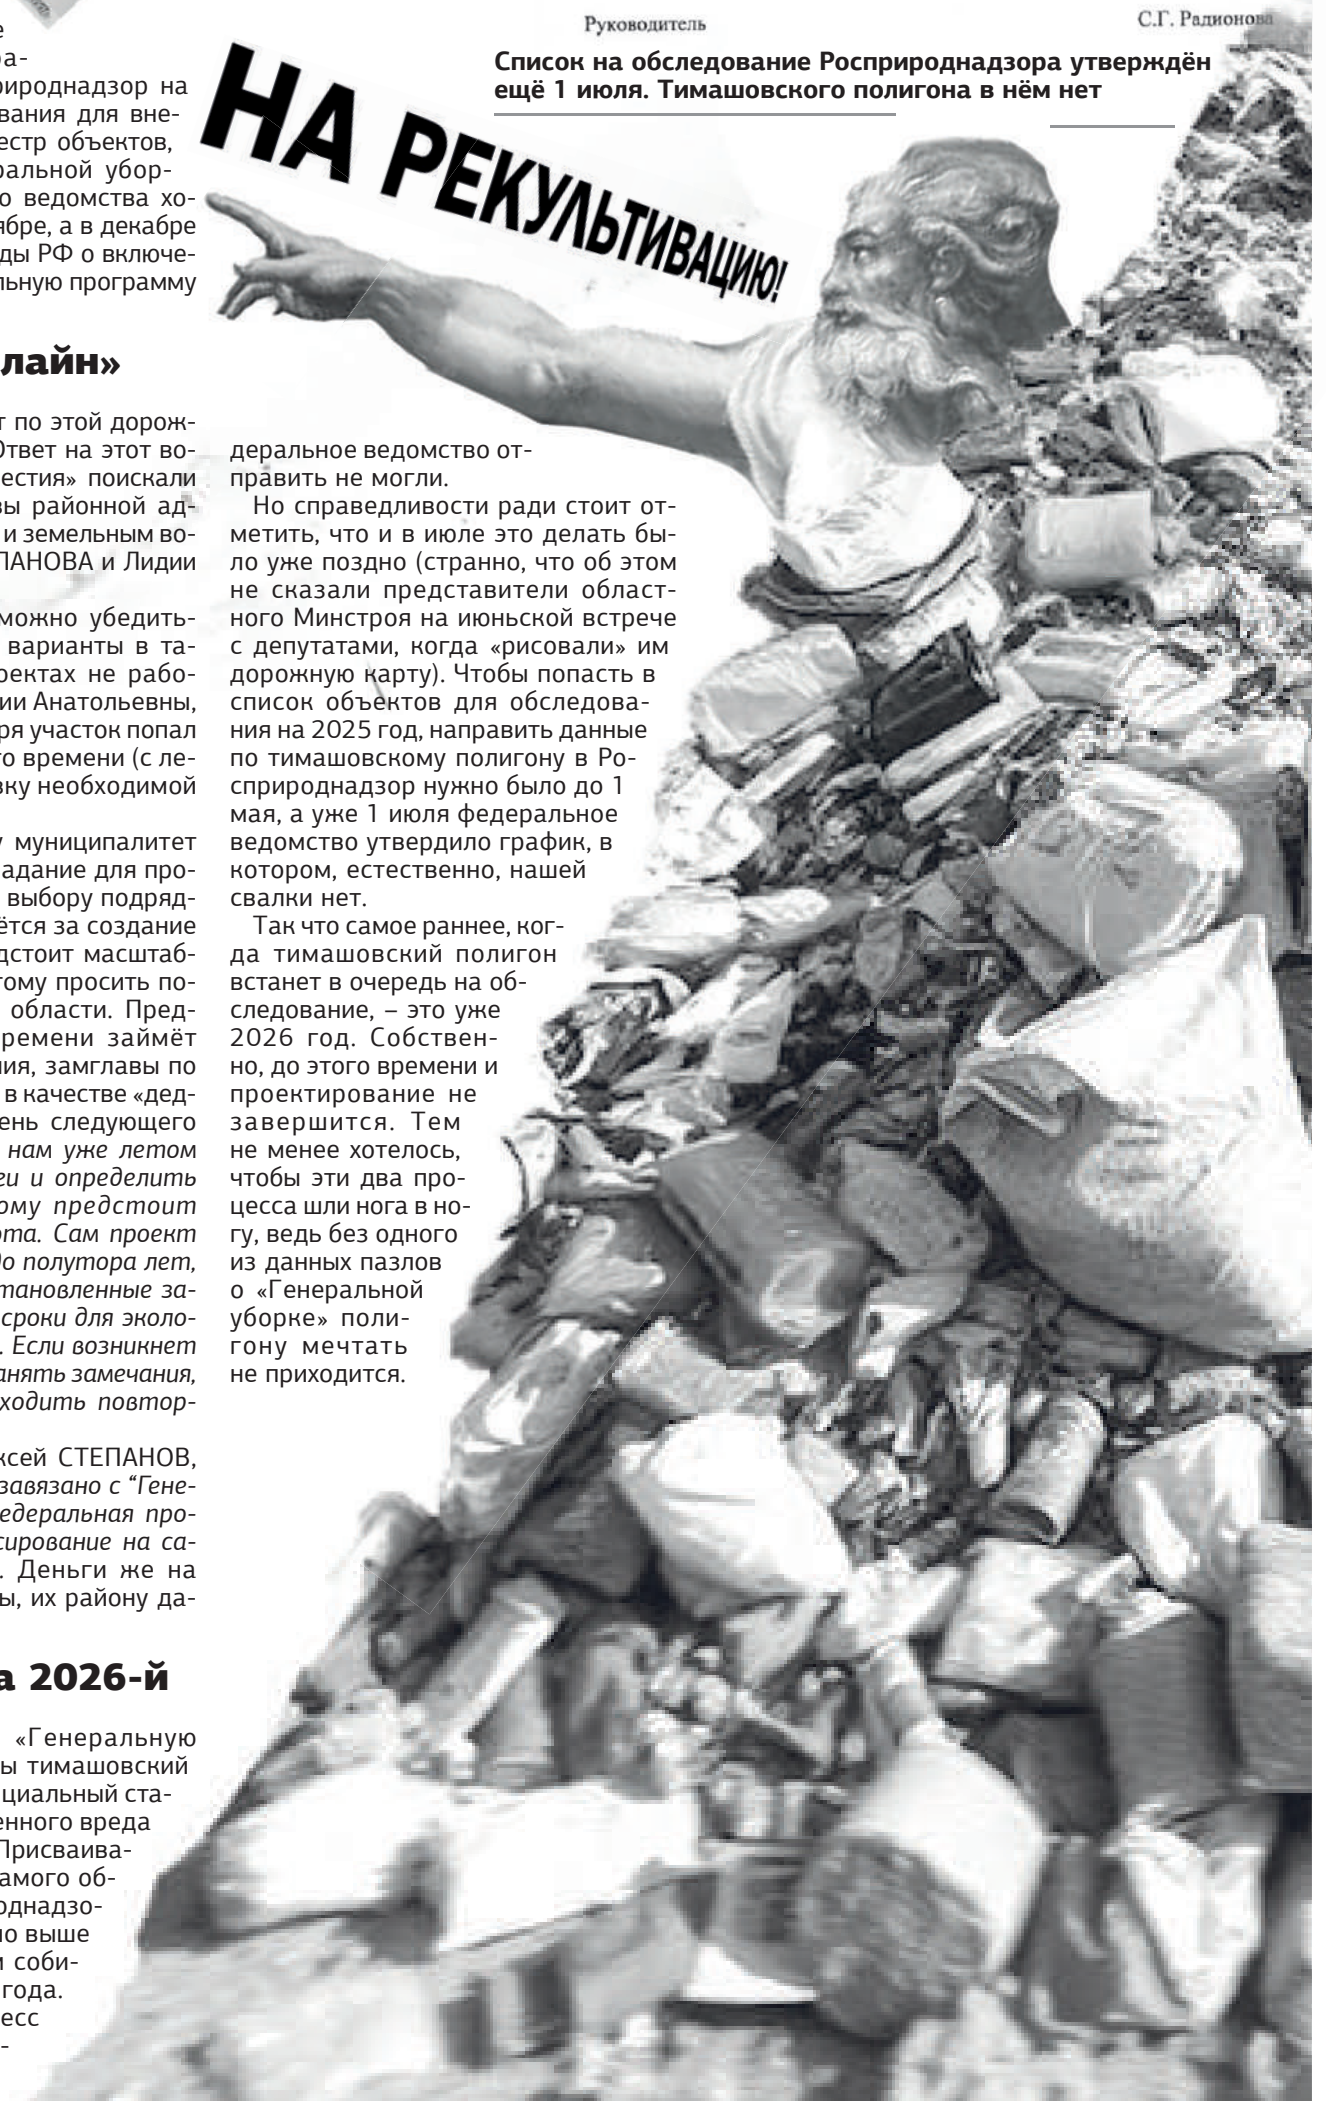 Руководитель
С.Г. Радионова
Список на обследование Росприроднадзора утверждён
ещё 1 июля. Тимашовского полигона в нём нет
НА РЕКУЛЬТИВАЦИЮ!
е
ра-
природнадзор на
вания для вне-
естр объектов,
ральной убор-
о ведомства хо-
ябре, а в декабре
ды РФ о включе-
льную программу
лайн»
т по этой дорож-
Ответ на этот во-
естия» поискали
вы районной ад-
и земельным во-
ПАНОВА и Лидии
можно убедить-
варианты в та-
оектах не рабо-
ии Анатольевны,
ря участок попал
го времени (с ле-
вку необходимой
у муниципалитет
адание для про-
выбору подряд-
ётся за создание
дстоит масштаб-
тому просить по-
области. Пред-
ремени займёт
ния, замглавы по
в качестве «дед-
ень следующего
нам уже летом
ги и определить
ому предстоит
ота. Сам проект
до полутора лет,
тановленные за-
сроки для эколо-
. Если возникнет
анять замечания,
ходить повтор-
ксей СТЕПАНОВ,
завязано с “Гене-
едеральная про-
сирование на са-
. Деньги же на
ы, их району да-
а 2026-й
«Генеральную
ы тимашовский
циальный ста-
енного вреда
Присваива-
амого об-
однадзо-
но выше
и соби-
года.
есс
-
деральное ведомство от-
править не могли.
Но справедливости ради стоит от-
метить, что и в июле это делать бы-
ло уже поздно (странно, что об этом
не сказали представители област-
ного Минстроя на июньской встрече
с депутатами, когда «рисовали» им
дорожную карту). Чтобы попасть в
список объектов для обследова-
ния на 2025 год, направить данные
по тимашовскому полигону в Ро-
сприроднадзор нужно было до 1
мая, а уже 1 июля федеральное
ведомство утвердило график, в
котором, естественно, нашей
свалки нет.
Так что самое раннее, ког-
да тимашовский полигон
встанет в очередь на об-
следование, – это уже
2026 год. Собствен-
но, до этого времени и
проектирование не
завершится. Тем
не менее хотелось,
чтобы эти два про-
цесса шли нога в но-
гу, ведь без одного
из данных пазлов
о «Генеральной
уборке» поли-
гону мечтать
не приходится.